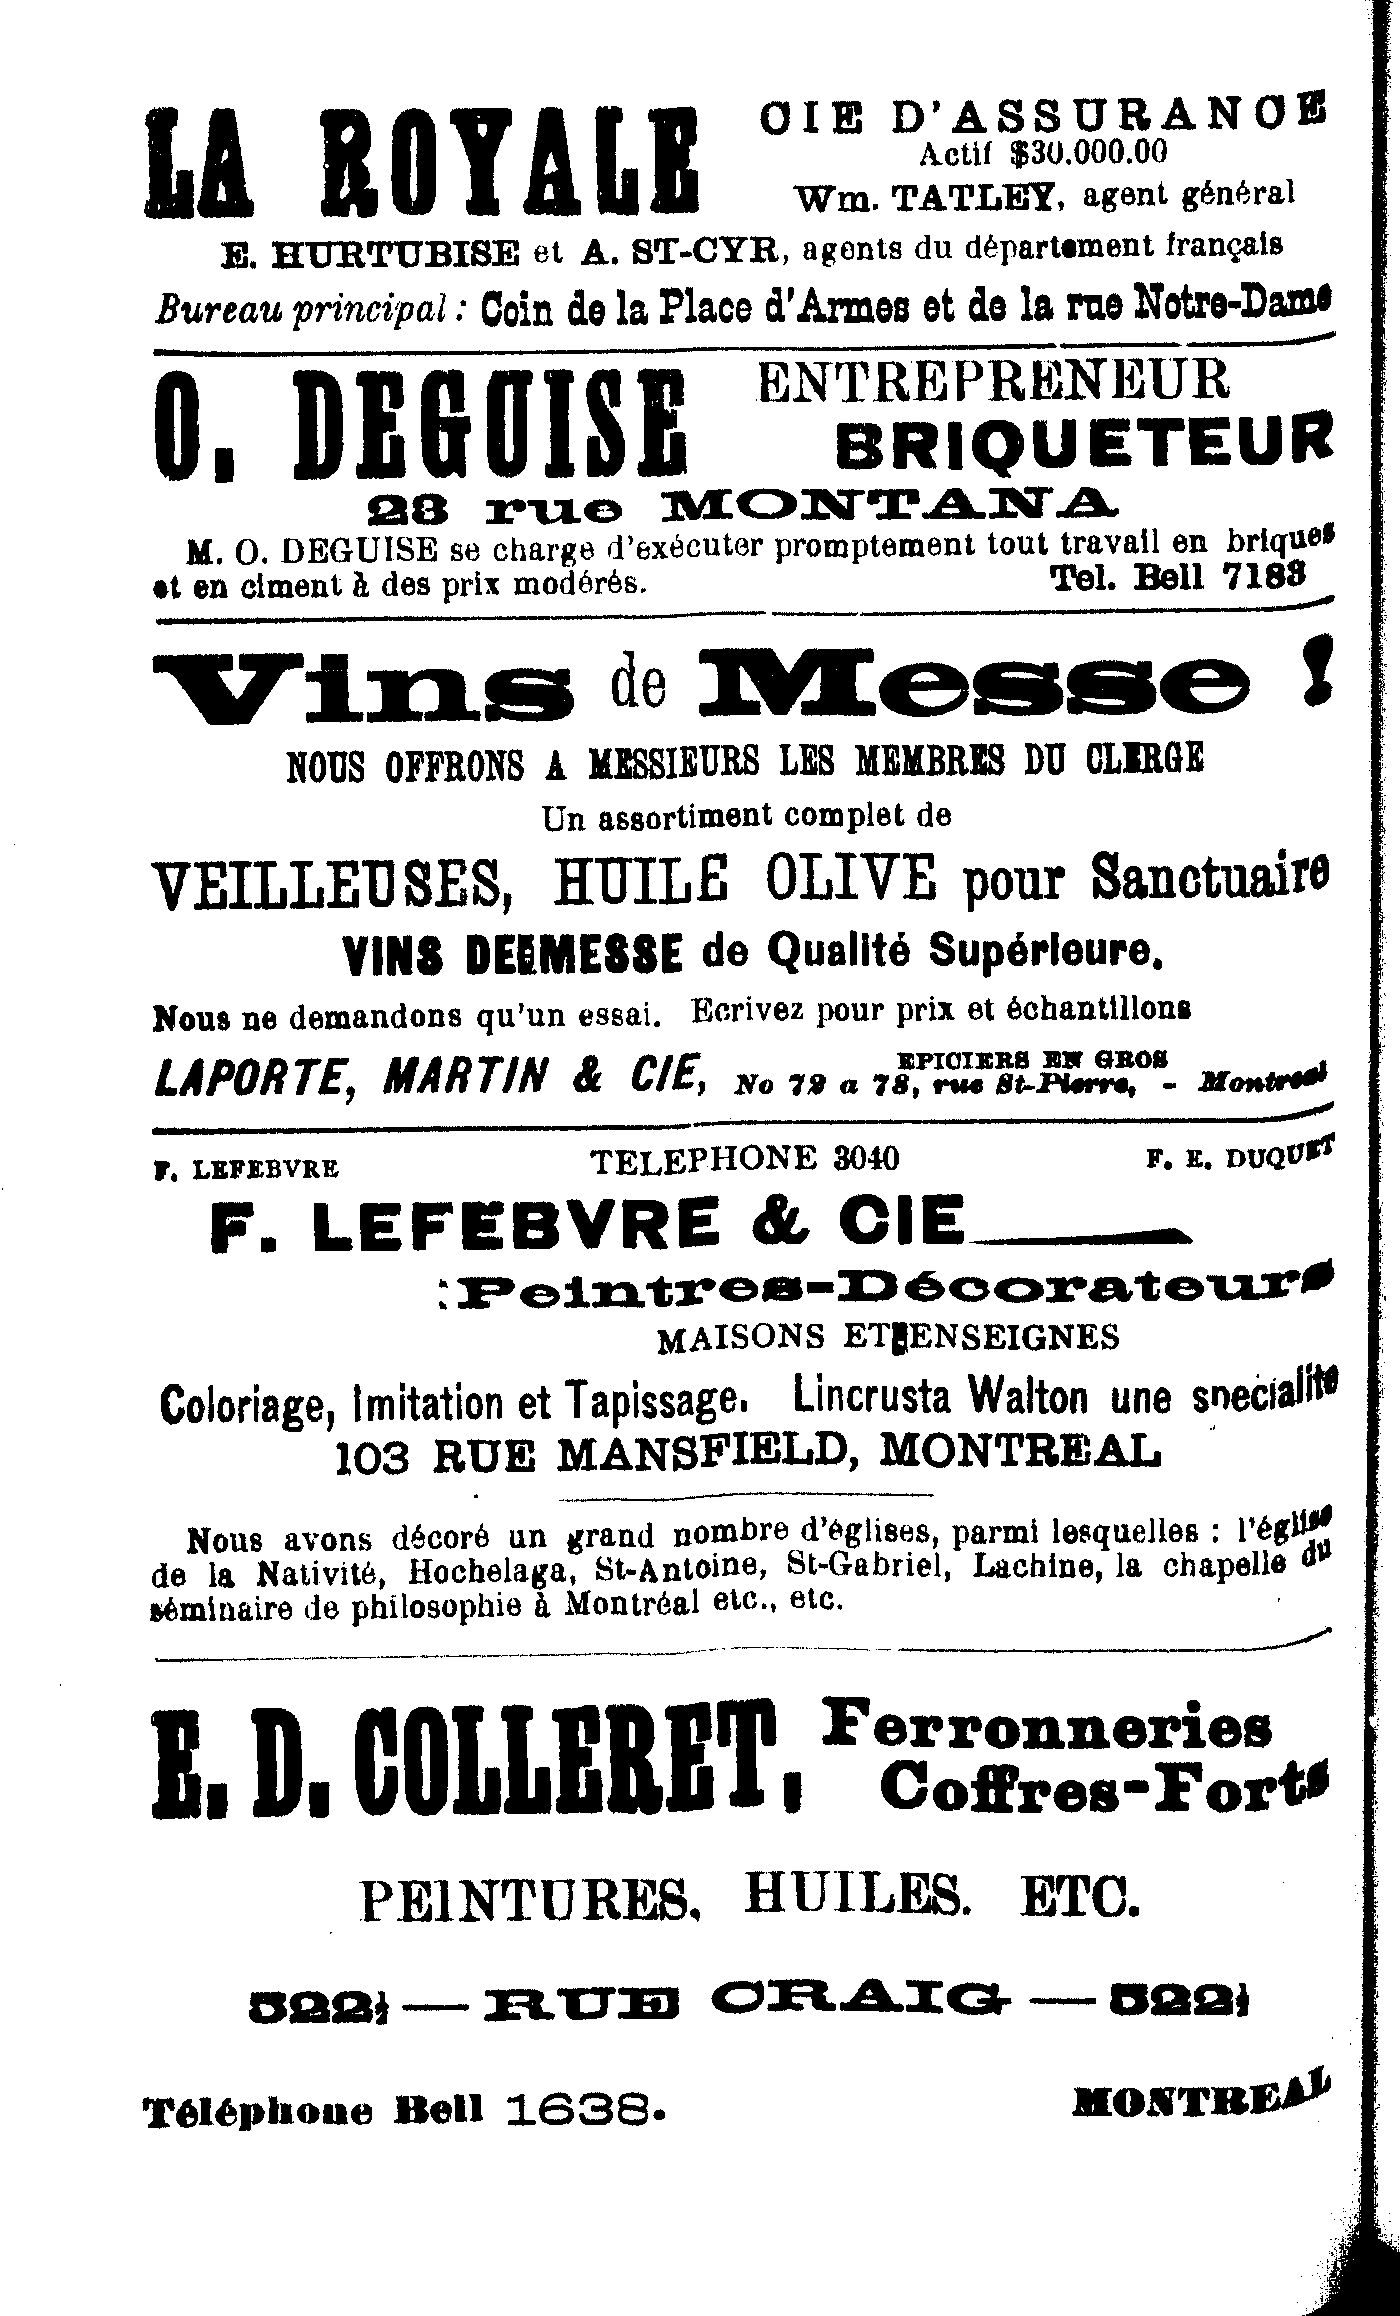 LA ROYALE CIE D'ASSURANCE
Actif $30.000.00
Wm. TATLEY, agent général
E. HURTUBISE et A. ST-CYR, agents du département français
Bureau principal : Coin de la Place d'Armes et de la rue Notre-Dame
O. DEGUISE ENTREPRENEUR
BRIQUETEUR
23 rue MONTANA
M. O. DEGUISE se charge d'exécuter promptement tout travail en briques
et en ciment à des prix modérés. Tel. Bell 7183
Vins de Messe !
NOUS OFFRONS A MESSIEURS LES MEMBRES DU CLERGE
Un assortiment complet de
VEILLEUSES, HUILE OLIVE pour Sanctuaire
VINS DE MESSE de Qualité Supérieure.
Nous ne demandons qu'un essai. Ecrivez pour prix et échantillons
LAPORTE, MARTIN & CIE, EPICIERS EN GROS
No 72 a 78, rue St-Pierre, - Montreal
F. LEFEBVRE TELEPHONE 3040 F. E. DUQUET
F. LEFEBVRE & CIE
:Peintres-Décorateurs
MAISONS ET ENSEIGNES
Coloriage, Imitation et Tapissage. Lincrusta Walton une specialite
103 RUE MANSFIELD, MONTREAL
Nous avons décoré un grand nombre d'églises, parmi lesquelles : l'église
de la Nativité, Hochelaga, St-Antoine, St-Gabriel, Lachine, la chapelle du
séminaire de philosophie à Montréal etc., etc.
E. D. COLLERET, Ferronneries
Coffres-Forts
PEINTURES, HUILES. ETC.
522½ — RUE CRAIG — 522½
Téléphone Bell 1638. MONTREAL